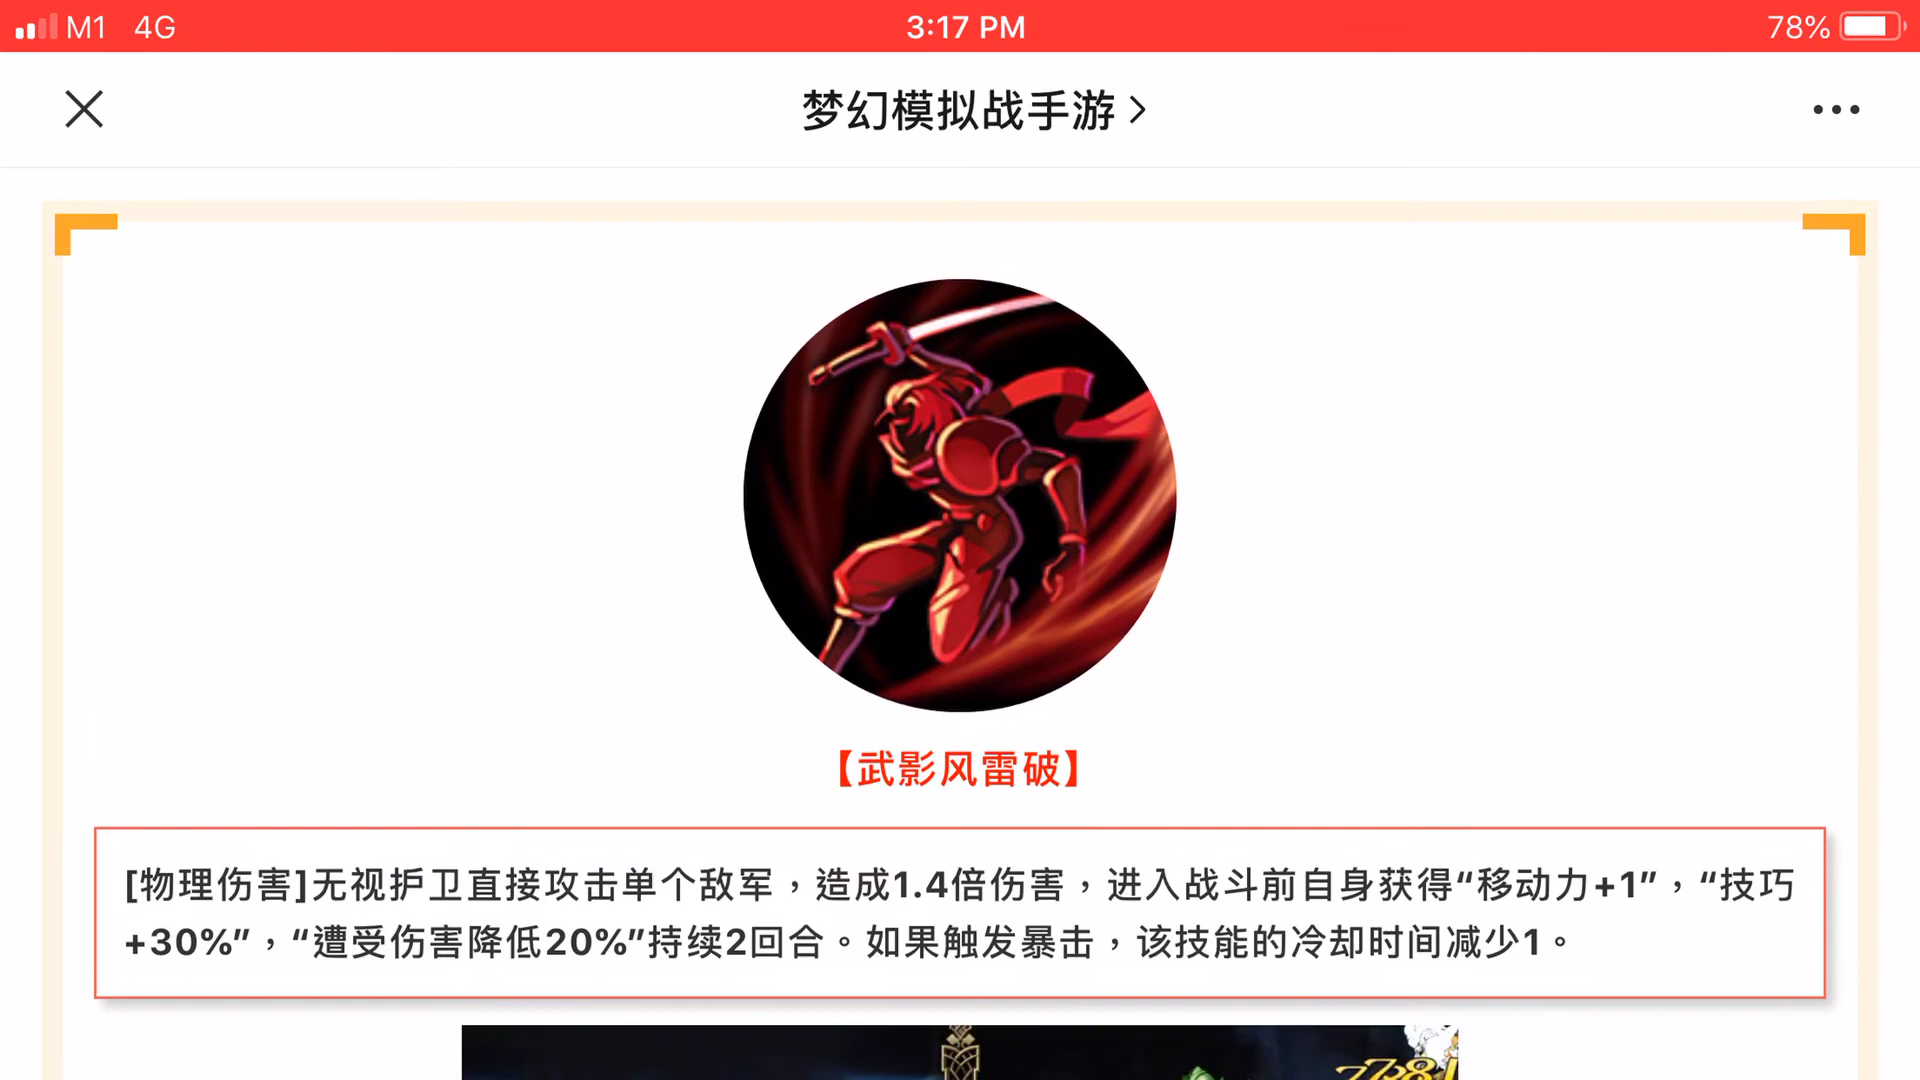 M1 4G 3:17 PM 78%
梦幻模拟战手游
【武影风雷破】
[物理伤害]无视护卫直接攻击单个敌军，造成1.4倍伤害，进入战斗前自身获得“移动力+1”，“技巧
+30%”，“遭受伤害降低20%”持续2回合。如果触发暴击，该技能的冷却时间减少1。